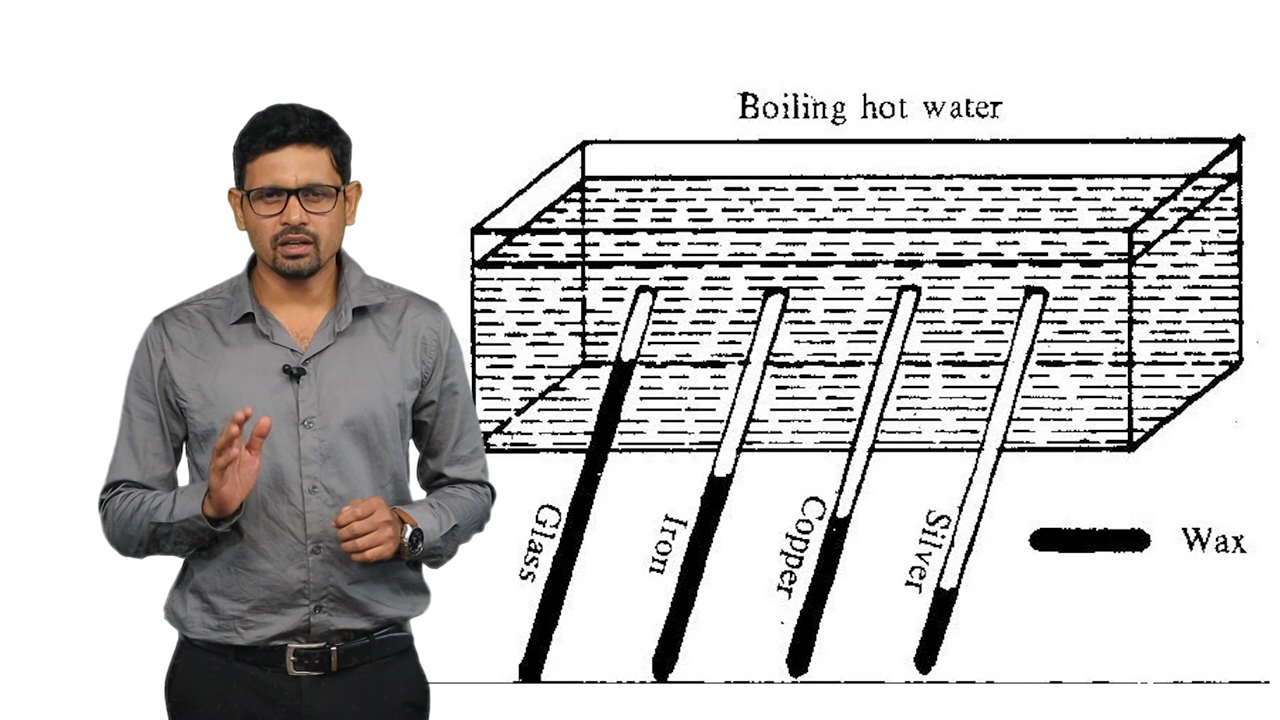 Boiling hot water
Glass
Iron
Copper
Silver
Wax